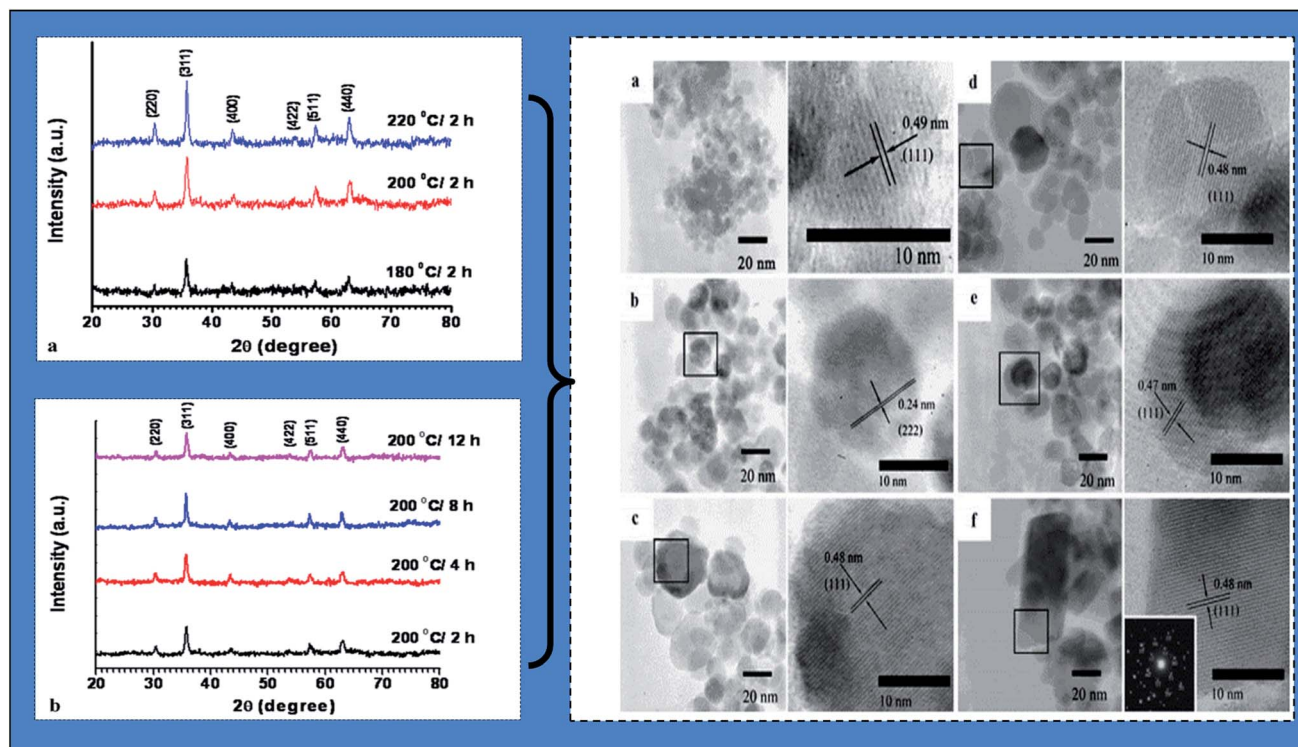 (220)
(311)
(400)
(422)
(511)
(440)
220 °C/ 2 h
200 °C/ 2 h
180 °C/ 2 h
Intensity (a.u.)
20 30 40 50 60 70 80
2θ (degree)
a
(220)
(311)
(400)
(422)
(511)
(440)
200 °C/ 12 h
200 °C/ 8 h
200 °C/ 4 h
200 °C/ 2 h
Intensity (a.u.)
20 30 40 50 60 70 80
2θ (degree)
b
a
20 nm
0.49 nm
(111)
10 nm
d
20 nm
0.48 nm
(111)
10 nm
b
20 nm
0.24 nm
(222)
10 nm
e
20 nm
0.47 nm
(111)
10 nm
c
20 nm
0.48 nm
(111)
10 nm
f
20 nm
0.48 nm
(111)
10 nm